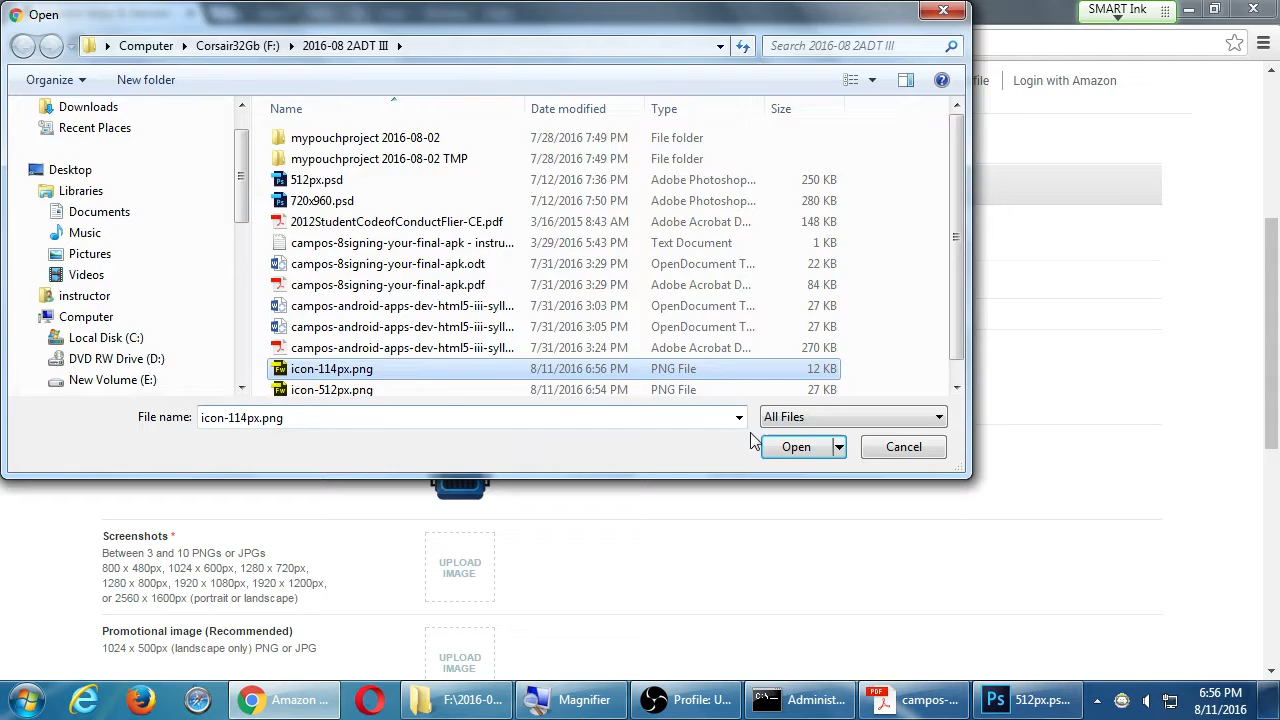 Open
SMART Ink
Computer Corsair32Gb (F:) 2016-08 2ADT III
Search 2016-08 2ADT III
Organize New folder
file Login with Amazon
Name Date modified Type Size
Downloads
Recent Places
Desktop
Libraries
Documents
Music
Pictures
Videos
instructor
Computer
Local Disk (C:)
DVD RW Drive (D:)
New Volume (E:)
mypouchproject 2016-08-02 7/28/2016 7:49 PM File folder
mypouchproject 2016-08-02 TMP 7/28/2016 7:49 PM File folder
512px.psd 7/12/2016 7:36 PM Adobe Photoshop... 250 KB
720x960.psd 7/12/2016 7:50 PM Adobe Photoshop... 280 KB
2012StudentCodeofConductFlier-CE.pdf 3/16/2015 8:43 AM Adobe Acrobat D... 148 KB
campos-8signing-your-final-apk - instru... 3/29/2016 5:43 PM Text Document 1 KB
campos-8signing-your-final-apk.odt 7/31/2016 3:29 PM OpenDocument T... 22 KB
campos-8signing-your-final-apk.pdf 7/31/2016 3:29 PM Adobe Acrobat D... 84 KB
campos-android-apps-dev-html5-iii-syll... 7/31/2016 3:03 PM OpenDocument T... 27 KB
campos-android-apps-dev-html5-iii-syll... 7/31/2016 3:05 PM OpenDocument T... 27 KB
campos-android-apps-dev-html5-iii-syll... 7/31/2016 3:24 PM Adobe Acrobat D... 270 KB
icon-114px.png 8/11/2016 6:56 PM PNG File 12 KB
icon-512px.png 8/11/2016 6:54 PM PNG File 27 KB
File name: icon-114px.png All Files
Open Cancel
Screenshots *
Between 3 and 10 PNGs or JPGs
800 x 480px, 1024 x 600px, 1280 x 720px,
1280 x 800px, 1920 x 1080px, 1920 x 1200px,
or 2560 x 1600px (portrait or landscape)
UPLOAD
IMAGE
Promotional image (Recommended)
1024 x 500px (landscape only) PNG or JPG
UPLOAD
IMAGE
Amazon ... F:\2016-0... Magnifier Profile: U... Administ... campos-... 512px.ps...
6:56 PM
8/11/2016